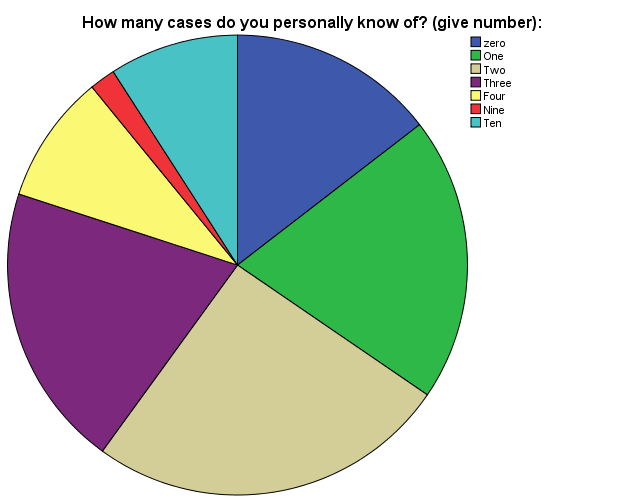 How many cases do you personally know of? (give number):
zero
One
Two
Three
Four
Nine
Ten